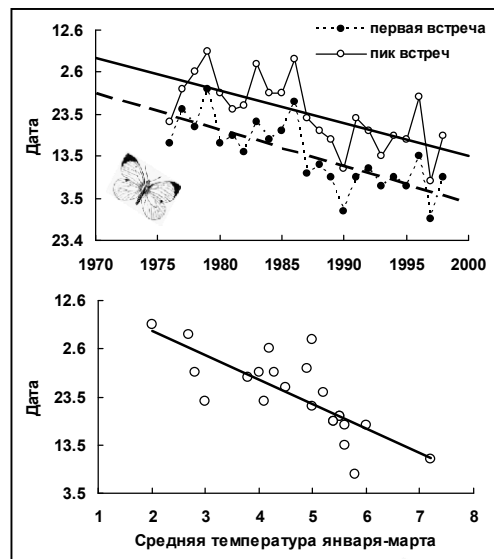 первая встреча
пик встреч
Дата
12.6
2.6
23.5
13.5
3.5
23.4
1970 1975 1980 1985 1990 1995 2000
Дата
12.6
2.6
23.5
13.5
3.5
1 2 3 4 5 6 7 8
Средняя температура января-марта